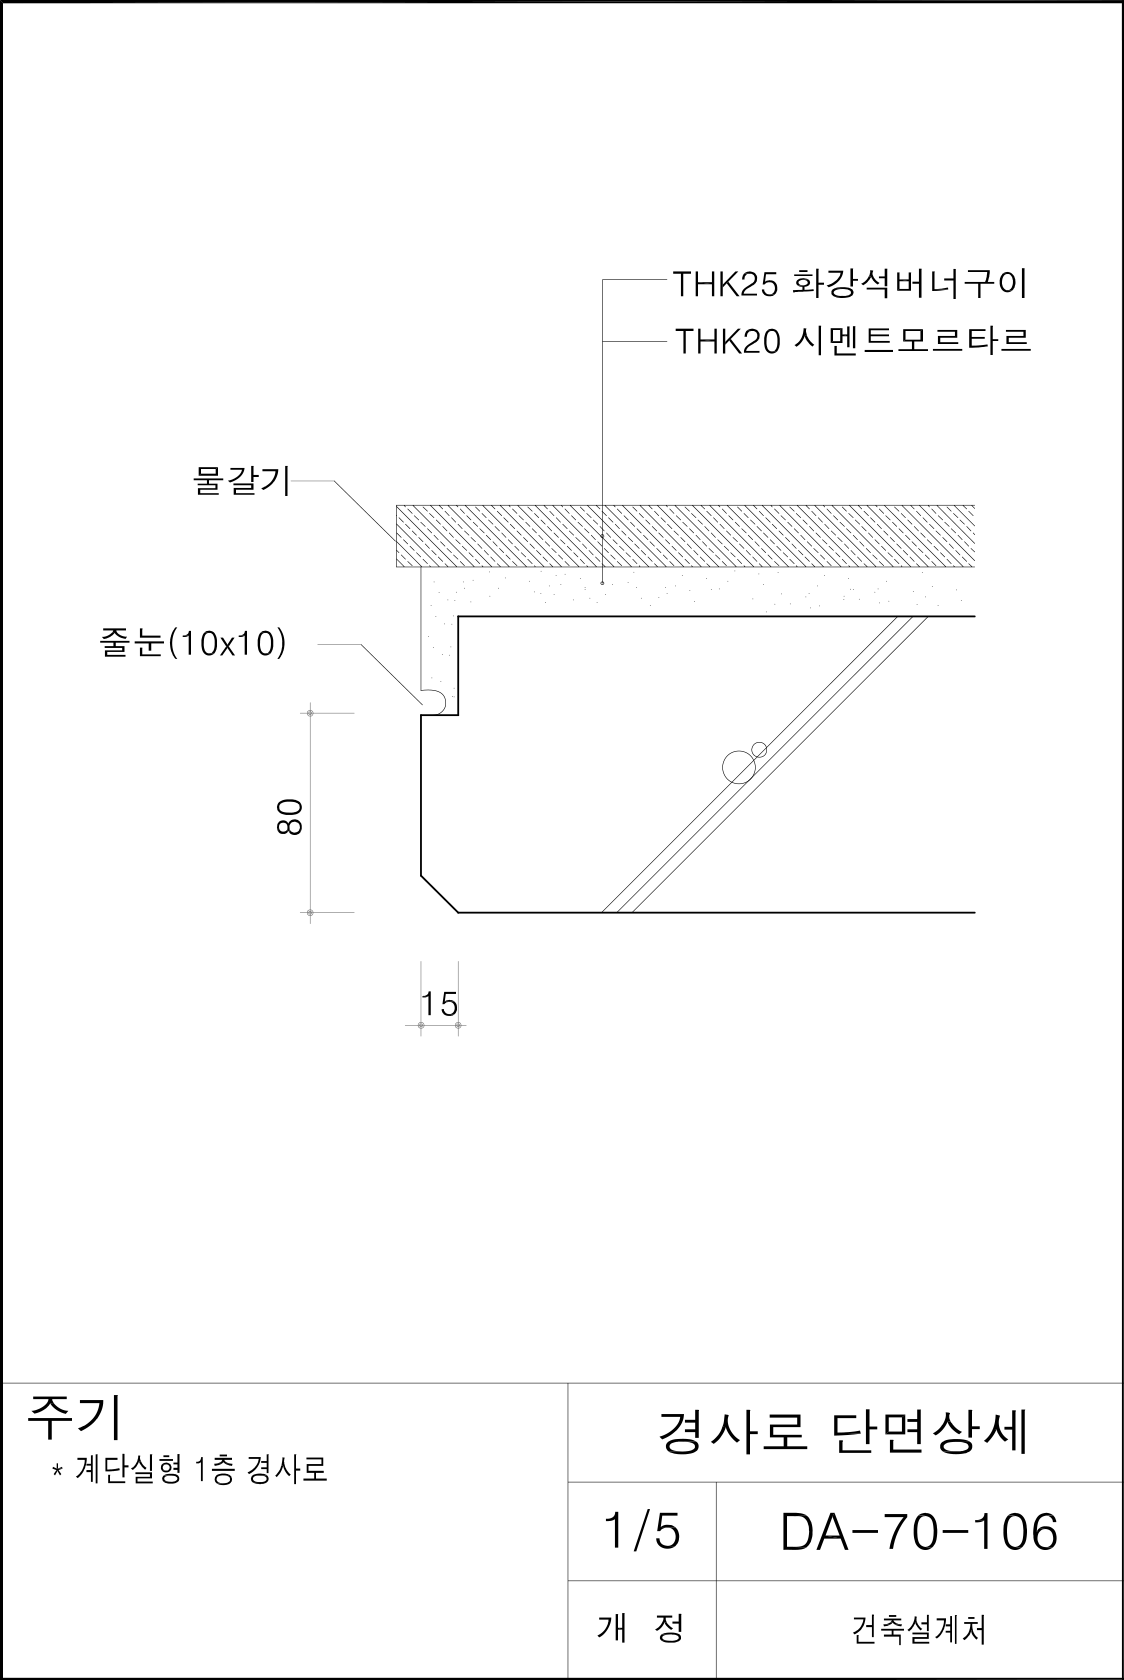 THK25 화강석버너구이
THK20 시멘트모르타르
물갈기
줄눈(10x10)
80
15
주기
* 계단실형 1층 경사로
경사로 단면상세
1/5
DA-70-106
개 정
건축설계처